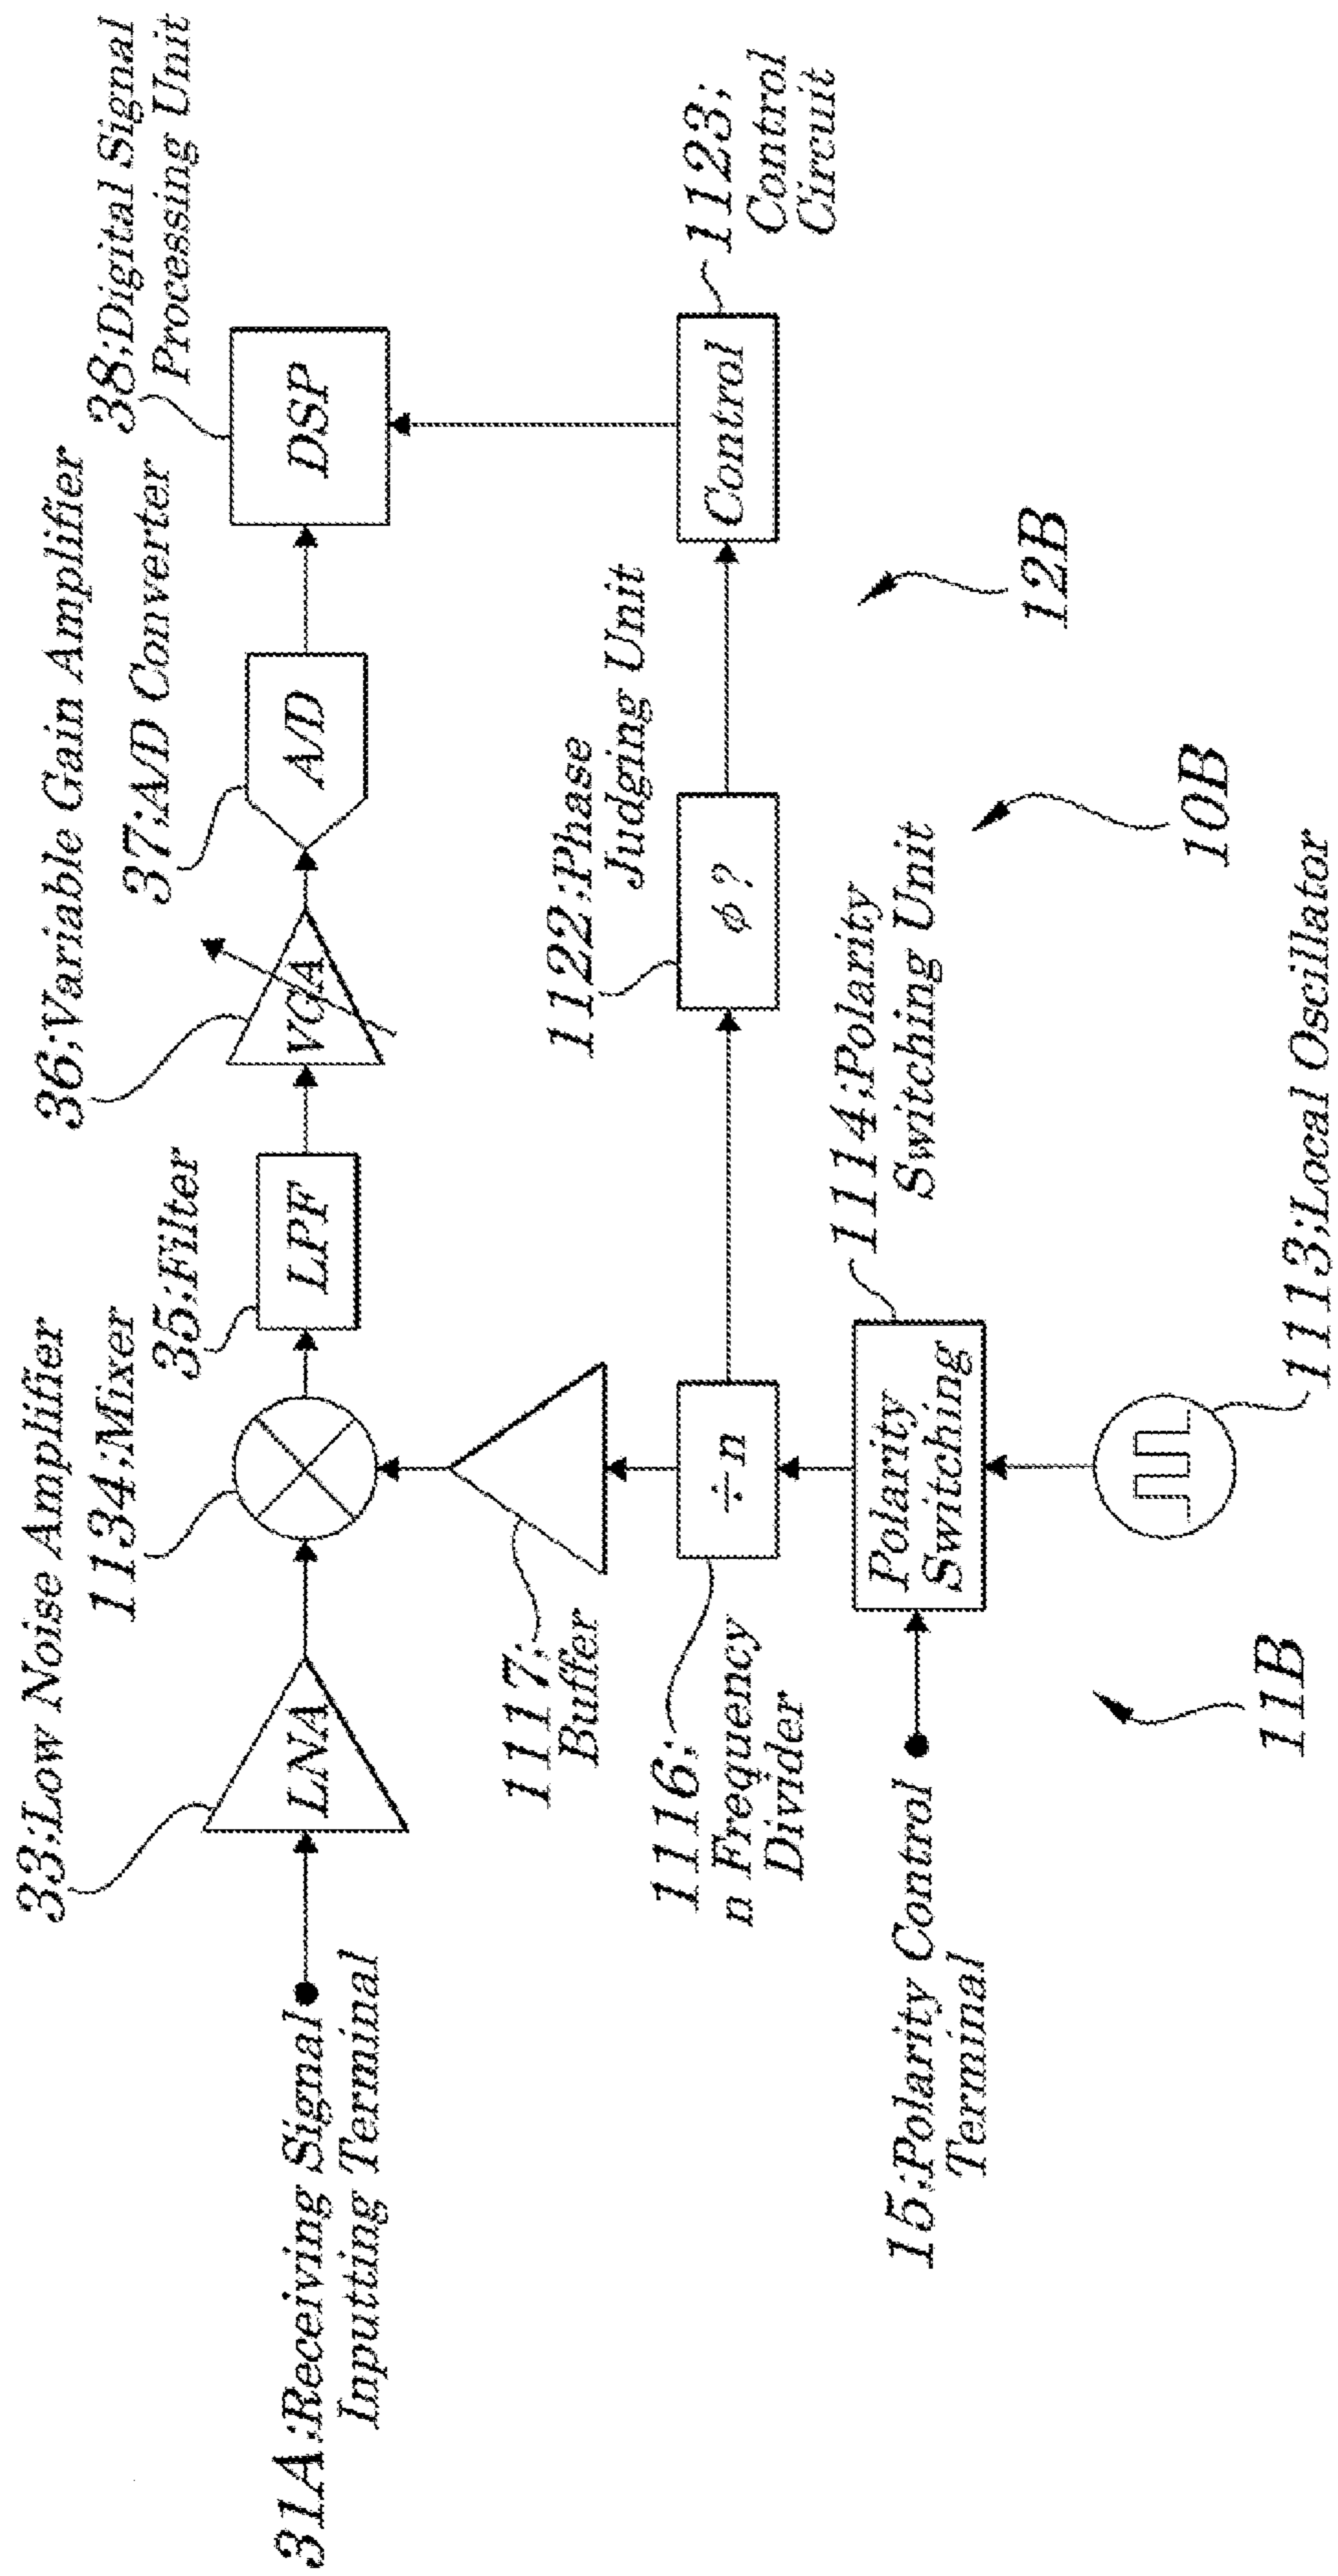 33;Low Noise Amplifier
1134;Mixer
35;Filter
36;Variable Gain Amplifier
37;A/D Converter
38;Digital Signal
Processing Unit
31A;Receiving Signal
Inputting Terminal
LNA
LPF
VGA
A/D
DSP
1117;
Buffer
1116;
n Frequency
Divider
÷n
1122;Phase
Judging Unit
ϕ?
Control
1123;
Control
Circuit
15;Polarity Control
Terminal
Polarity
Switching
1114;Polarity
Switching Unit
1113;Local Oscillator
11B
10B
12B